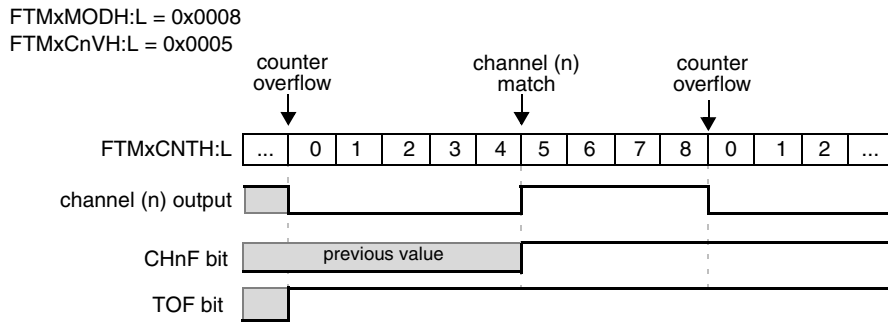 FTMxMODH:L = 0x0008
FTMxCnVH:L = 0x0005
counter overflow
channel (n) match
counter overflow
FTMxCNTH:L ... 0 1 2 3 4 5 6 7 8 0 1 2 ...
channel (n) output
CHnF bit previous value
TOF bit